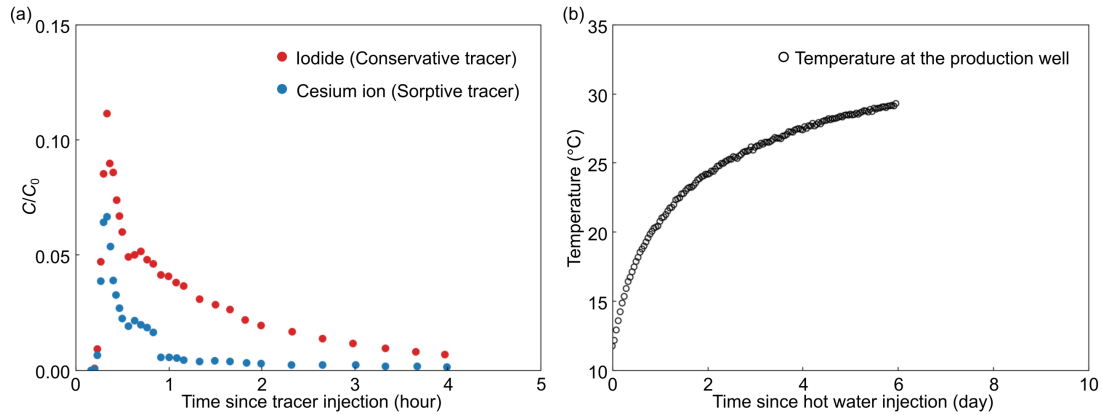 (a)
0.15
0.10
0.05
0.00
C/C0
Iodide (Conservative tracer)
Cesium ion (Sorptive tracer)
0 1 2 3 4 5
Time since tracer injection (hour)
(b)
35
30
25
20
15
10
Temperature (°C)
Temperature at the production well
0 2 4 6 8 10
Time since hot water injection (day)